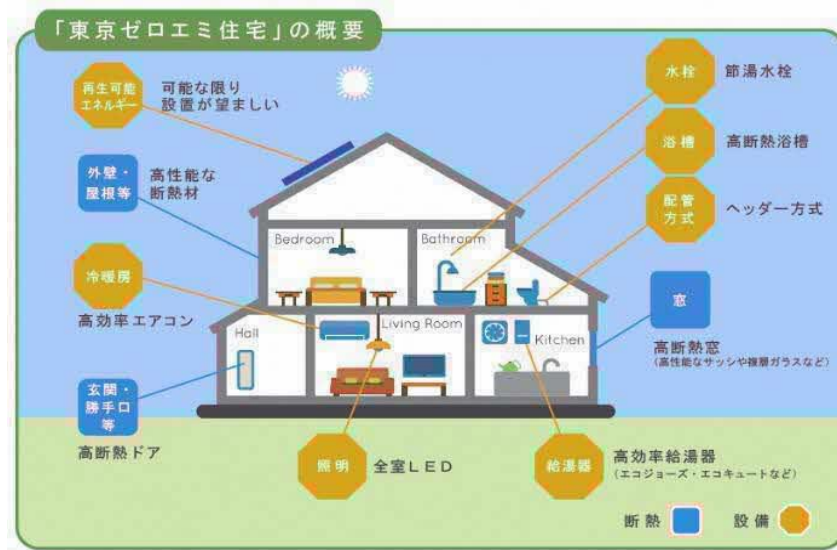 「東京ゼロエミ住宅」の概要
再生可能
エネルギー
可能な限り
設置が望ましい
外壁・
屋根等
高性能な
断熱材
冷暖房
高効率エアコン
玄関・
勝手口
等
高断熱ドア
Bedroom
Bathroom
Hall
Living Room
Kitchen
水栓
節湯水栓
浴槽
高断熱浴槽
配管
方式
ヘッダー方式
窓
高断熱窓
(高性能なサッシや複層ガラスなど)
照明
全室LED
給湯器
高効率給湯器
(エコジョーズ・エコキュートなど)
断熱
設備